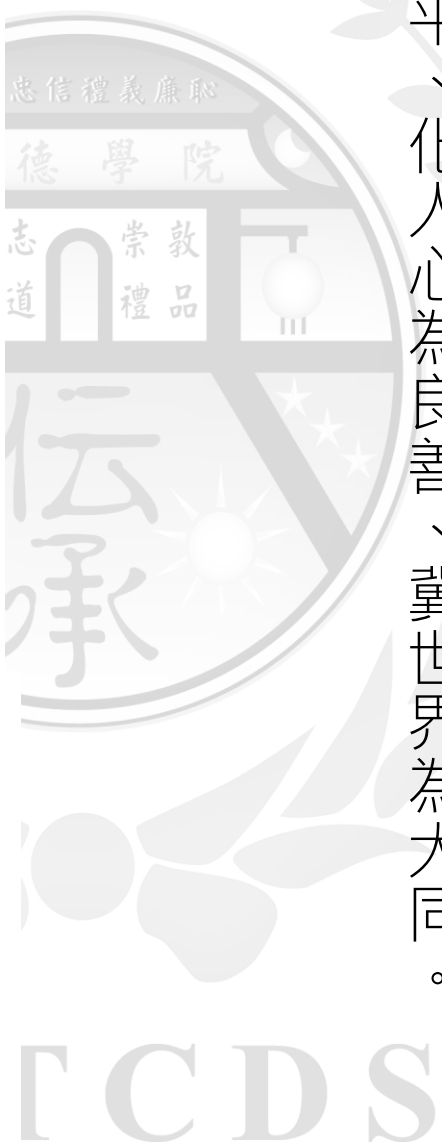 平、化人心為良善、冀世界為大同。
忠信禮義廉恥
德學院
志 崇敦
道 禮品
伝
承
TCDS